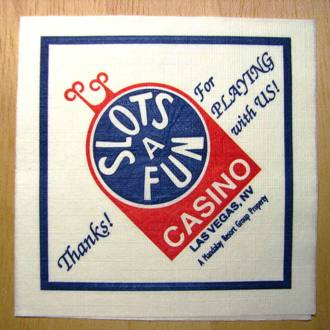 SLOTS
A
FUN
CASINO
LAS VEGAS, NV
A Mandalay Resort Group Property
Thanks!
For
PLAYING
with US!